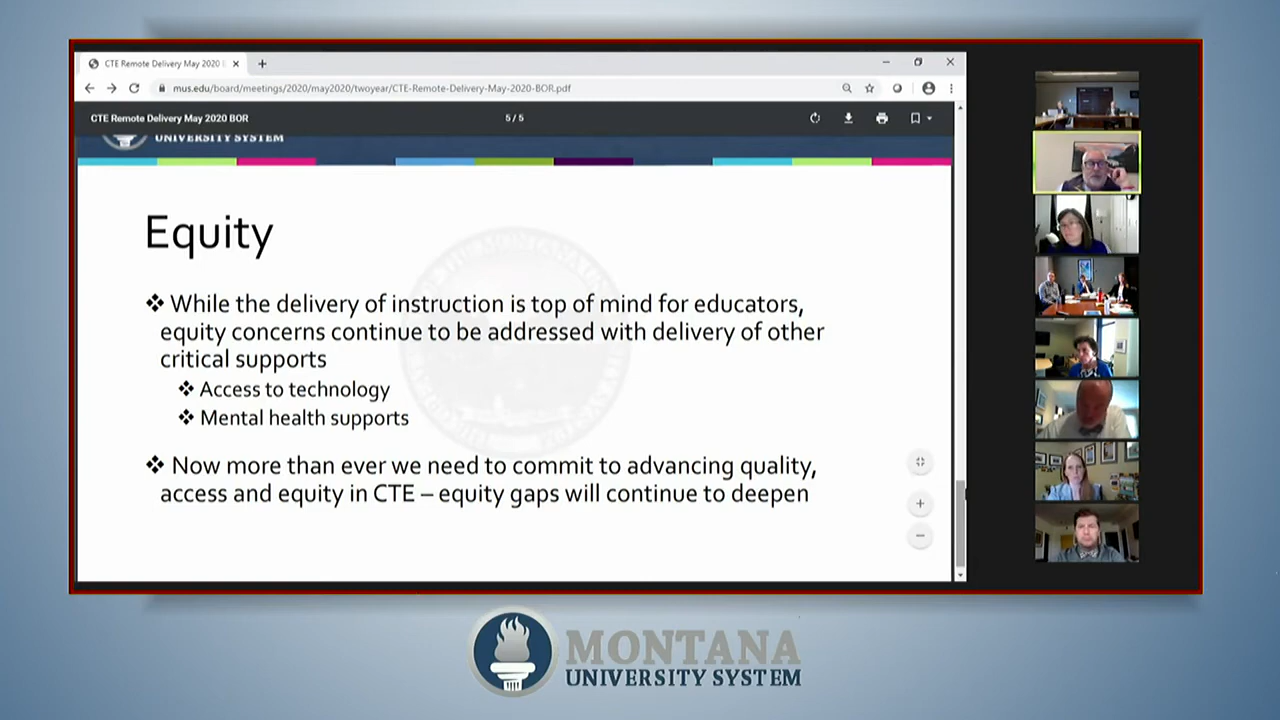 CTE Remote Delivery May 2020
mus.edu/board/meetings/2020/may2020/twoyear/CTE-Remote-Delivery-May-2020-BOR.pdf
CTE Remote Delivery May 2020 BOR
5 / 5
UNIVERSITY SYSTEM
Equity
❖ While the delivery of instruction is top of mind for educators,
equity concerns continue to be addressed with delivery of other
critical supports
❖ Access to technology
❖ Mental health supports
❖ Now more than ever we need to commit to advancing quality,
access and equity in CTE – equity gaps will continue to deepen
MONTANA
UNIVERSITY SYSTEM